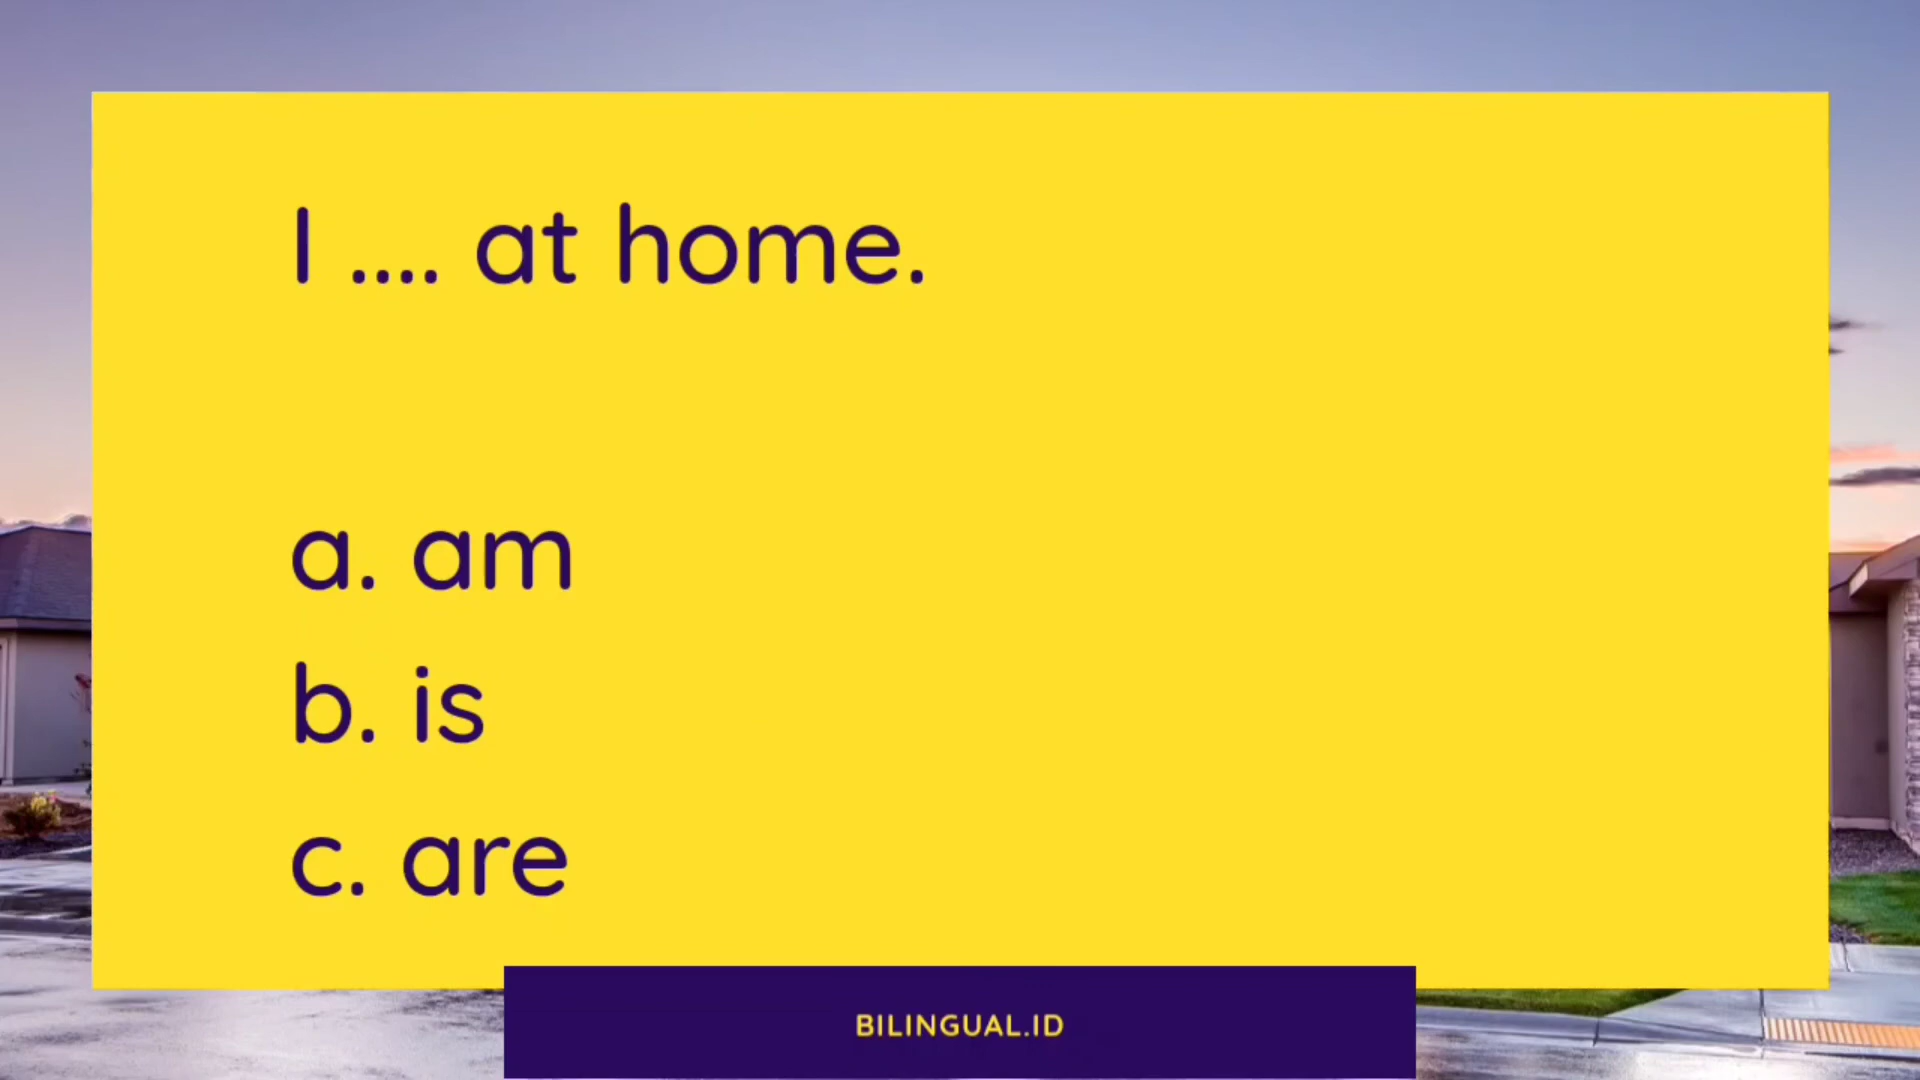 I .... at home.
a. am
b. is
c. are
BILINGUAL.ID